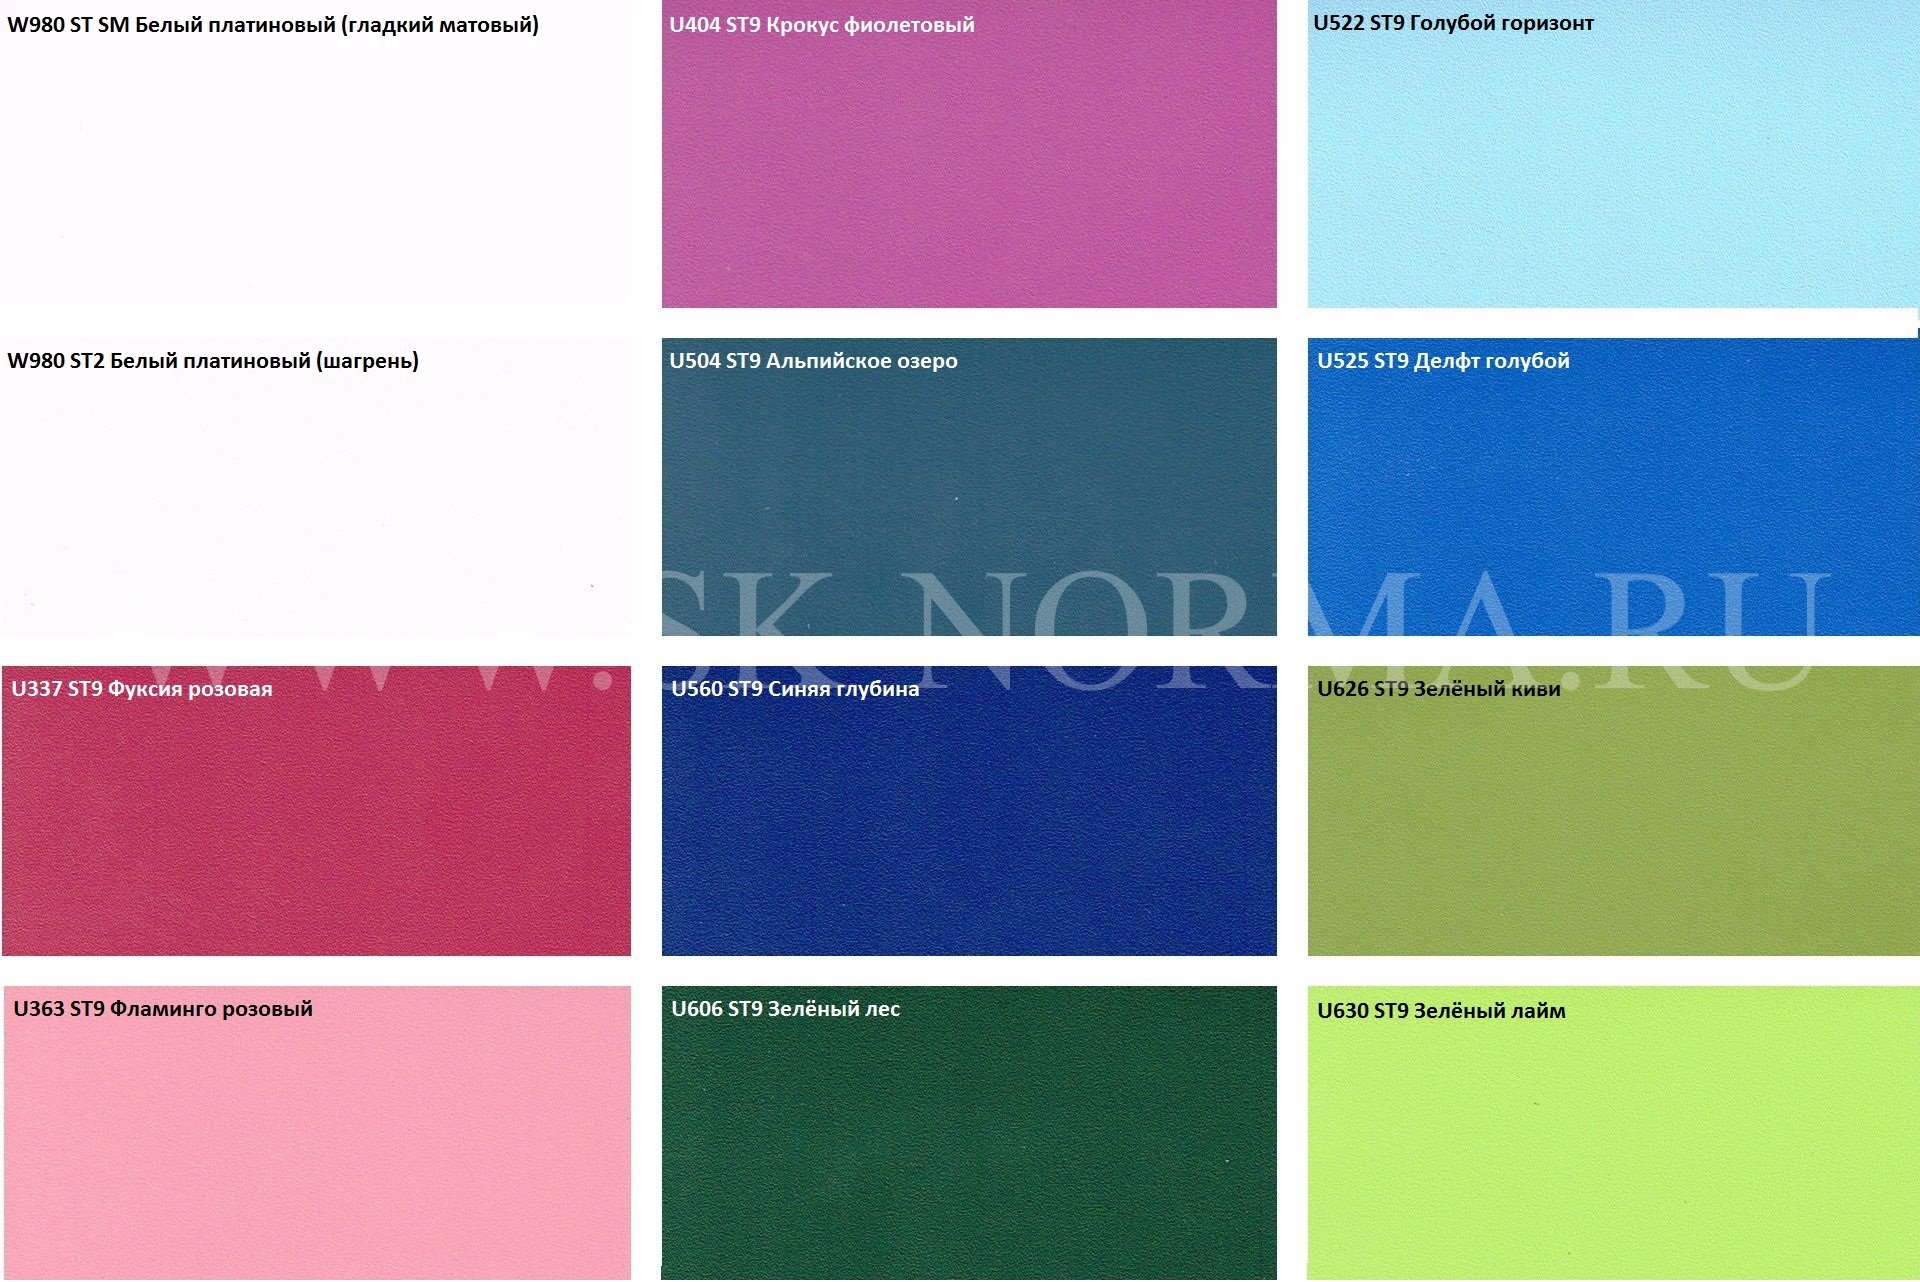 W980 ST SM Белый платиновый (гладкий матовый)
U404 ST9 Крокус фиолетовый
U522 ST9 Голубой горизонт
W980 ST2 Белый платиновый (шагрень)
U504 ST9 Альпийское озеро
U525 ST9 Делфт голубой
WWW.SK-NORMA.RU
U337 ST9 Фуксия розовая
U560 ST9 Синяя глубина
U626 ST9 Зелёный киви
U363 ST9 Фламинго розовый
U606 ST9 Зелёный лес
U630 ST9 Зелёный лайм